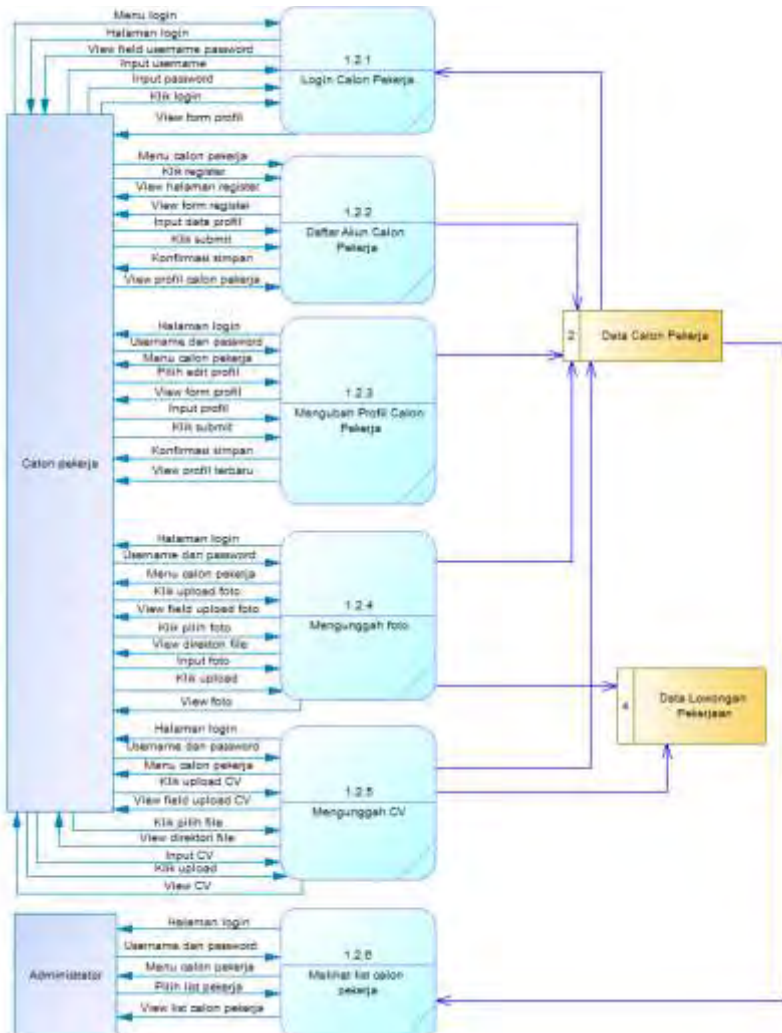 Menu login
Halaman login
View field username password
Input username
Input password
Klik login
View form profil
1.2.1
Login Calon Pekerja
Menu calon pekerja
Klik register
View halaman register
View form register
Input data profil
Klik submit
Konfirmasi simpan
View profil calon pekerja
1.2.2
Daftar Akun Calon
Pekerja
2
Data Calon Pekerja
Halaman login
Username dan password
Menu calon pekerja
Pilih edit profil
View form profil
Input profil
Klik submit
Konfirmasi simpan
View profil terbaru
1.2.3
Mengubah Profil Calon
Pekerja
Calon pekerja
Halaman login
Username dan password
Menu calon pekerja
Klik upload foto
View field upload foto
Klik pilih foto
View direktori file
Input foto
Klik upload
View foto
1.2.4
Mengunggah foto
4
Data Lowongan
Pekerjaan
Halaman login
Username dan password
Menu calon pekerja
Klik upload CV
View field upload CV
Klik pilih file
View direktori file
Input CV
Klik upload
View CV
1.2.5
Mengunggah CV
Administrator
Halaman login
Username dan password
Menu calon pekerja
Pilih list pekerja
View list calon pekerja
1.2.6
Melihat list calon
pekerja